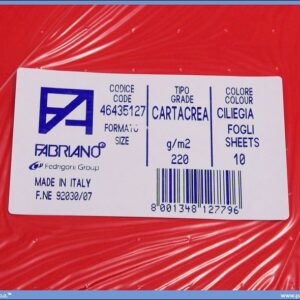 CODICE
CODE
46435127
FORMATO
SIZE
TIPO
GRADE
CARTACREA
g/m2
220
COLORE
COLOUR
CILIEGIA
FOGLI
SHEETS
10
FABRIANO
Fedrigoni Group
MADE IN ITALY
F.NE 92030/07
8 001348 127796